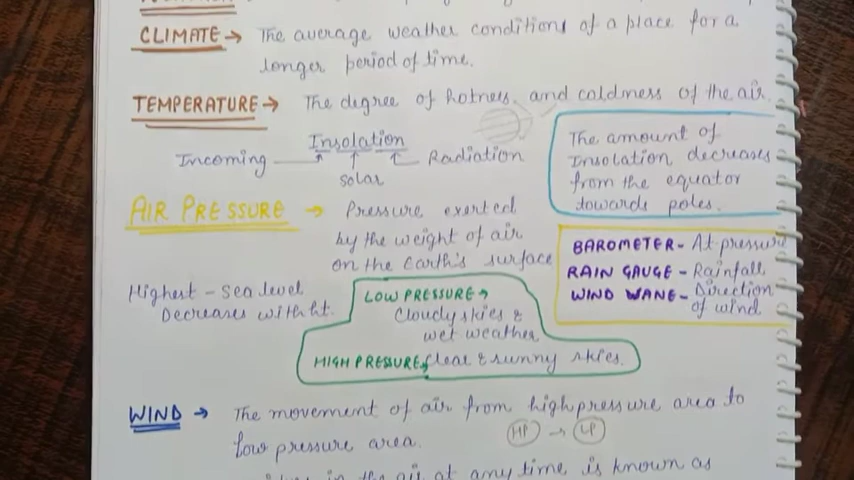 CLIMATE → The average weather conditions of a place for a
longer period of time.
TEMPERATURE → The degree of hotness and coldness of the air.
Insolation
Incoming
Radiation
Solar
The amount of
Insolation decreases
from the equator
towards poles.
AIR PRESSURE → Pressure exerted
by the weight of air
on the Earth's surface
BAROMETER - At pressure
RAIN GAUGE - Rainfall
WIND WANE - Direction
of wind
Highest - sea level
Decreases with ht.
LOW PRESSURE →
Cloudy skies &
wet weather
HIGH PRESSURE → Clear & sunny skies.
WIND → The movement of air from high pressure area to
low pressure area.
HP → LP
in the air at any time is known as